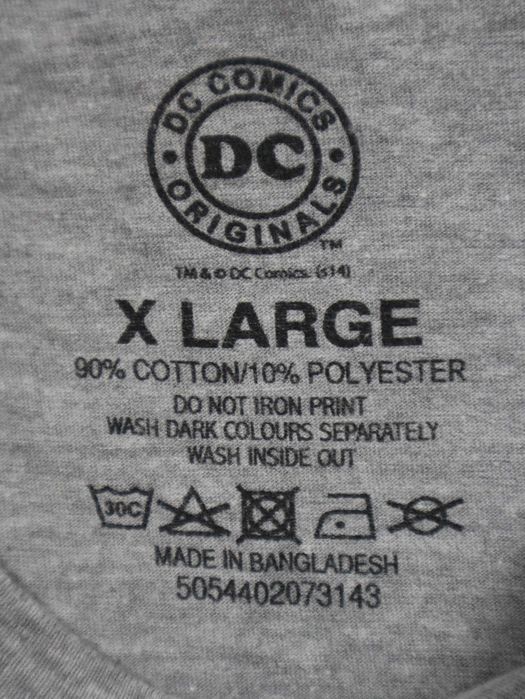 DC COMICS
DC
ORIGINALS
TM
TM & © DC Comics. (s14)
X LARGE
90% COTTON/10% POLYESTER
DO NOT IRON PRINT
WASH DARK COLOURS SEPARATELY
WASH INSIDE OUT
30C
MADE IN BANGLADESH
5054402073143